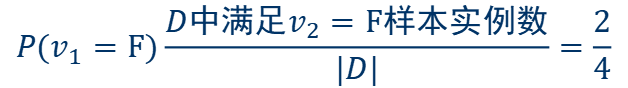 P(v₁ = F) D中满足v₂ = F样本实例数 / |D| = 2 / 4